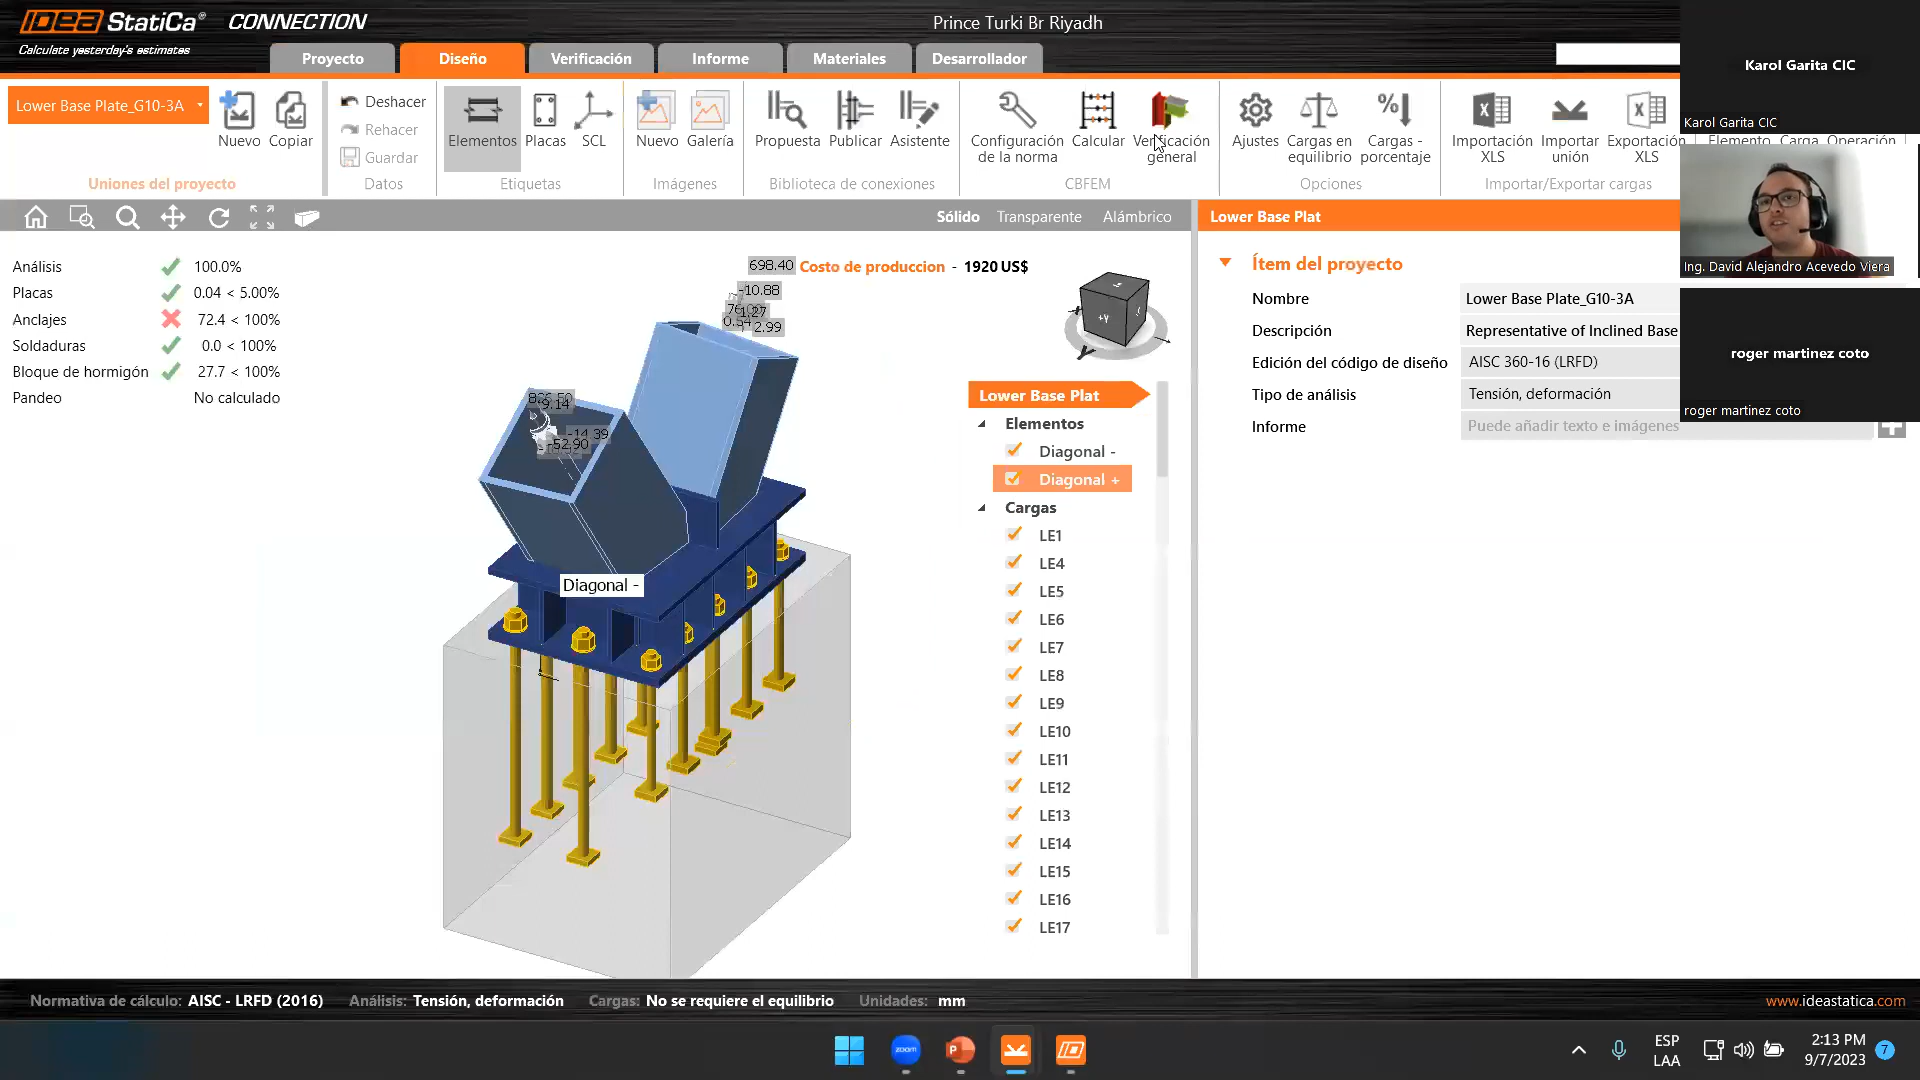 IDEA StatiCa® CONNECTION
Calculate yesterday's estimates
Prince Turki Br Riyadh
Proyecto
Diseño
Verificación
Informe
Materiales
Desarrollador
Lower Base Plate_G10-3A
Nuevo
Copiar
Uniones del proyecto
Deshacer
Rehacer
Guardar
Datos
Elementos
Placas
SCL
Etiquetas
Nuevo
Galería
Imágenes
Propuesta
Publicar
Asistente
Biblioteca de conexiones
Configuración
de la norma
Calcular
Verificación
general
CBFEM
Ajustes
Cargas en
equilibrio
Cargas -
porcentaje
Opciones
Importación
XLS
Importar
unión
Exportación
XLS
Importar/Exportar cargas
Elemento
Carga
Operación
Karol Garita CIC
Karol Garita CIC
Ing. David Alejandro Acevedo Viera
roger martinez coto
roger martinez coto
Sólido
Transparente
Alámbrico
Análisis 100.0%
Placas 0.04 < 5.00%
Anclajes 72.4 < 100%
Soldaduras 0.0 < 100%
Bloque de hormigón 27.7 < 100%
Pandeo No calculado
Costo de produccion - 1920 US$
698.40
-10.88
1.27
2.99
9.14
-14.39
-52.90
Diagonal -
+Y
Lower Base Plat
Elementos
Diagonal -
Diagonal +
Cargas
LE1
LE4
LE5
LE6
LE7
LE8
LE9
LE10
LE11
LE12
LE13
LE14
LE15
LE16
LE17
Lower Base Plat
Ítem del proyecto
Nombre Lower Base Plate_G10-3A
Descripción Representative of Inclined Base
Edición del código de diseño AISC 360-16 (LRFD)
Tipo de análisis Tensión, deformación
Informe Puede añadir texto e imágenes
Normativa de cálculo: AISC - LRFD (2016) Análisis: Tensión, deformación Cargas: No se requiere el equilibrio Unidades: mm
www.ideastatica.com
zoom
P
ESP
LAA
2:13 PM
9/7/2023
7